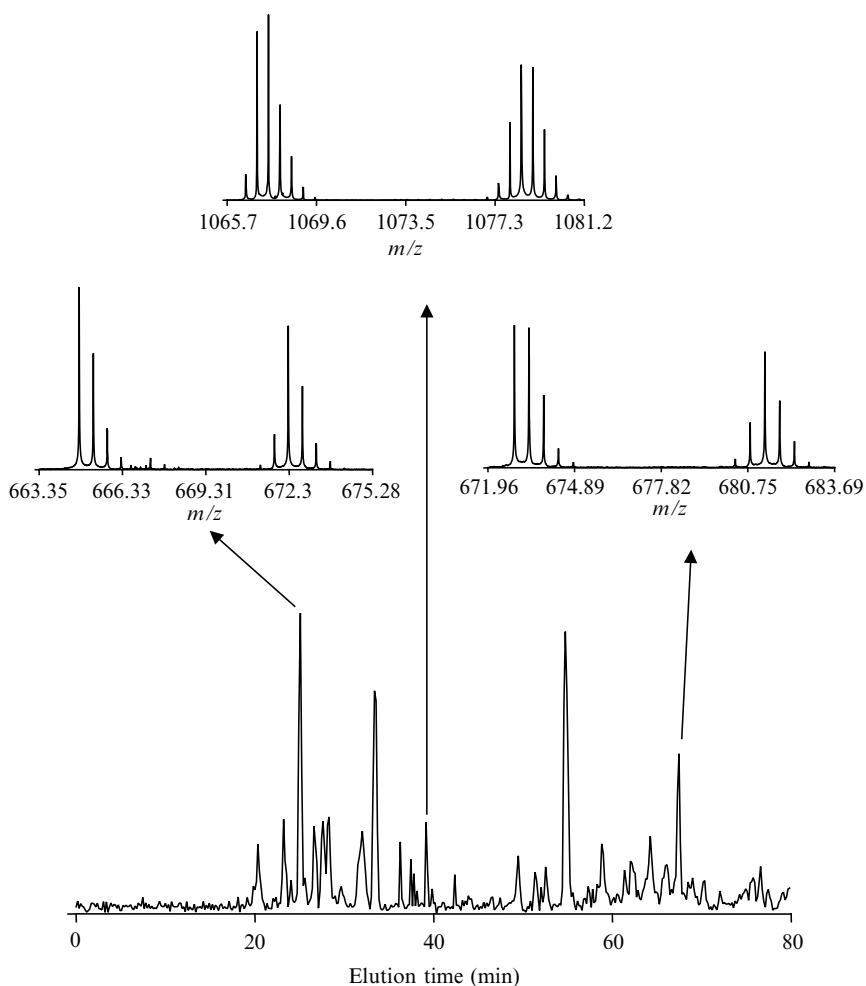 1065.7 1069.6 1073.5 1077.3 1081.2
m/z
663.35 666.33 669.31 672.3 675.28
m/z
671.96 674.89 677.82 680.75 683.69
m/z
0 20 40 60 80
Elution time (min)